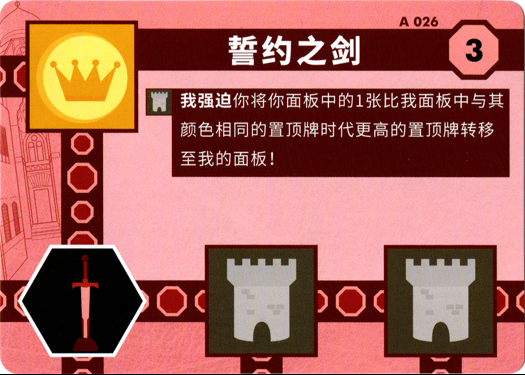 A 026
誓约之剑
3
我强迫你将你面板中的1张比我面板中与其
颜色相同的置顶牌时代更高的置顶牌转移
至我的面板！